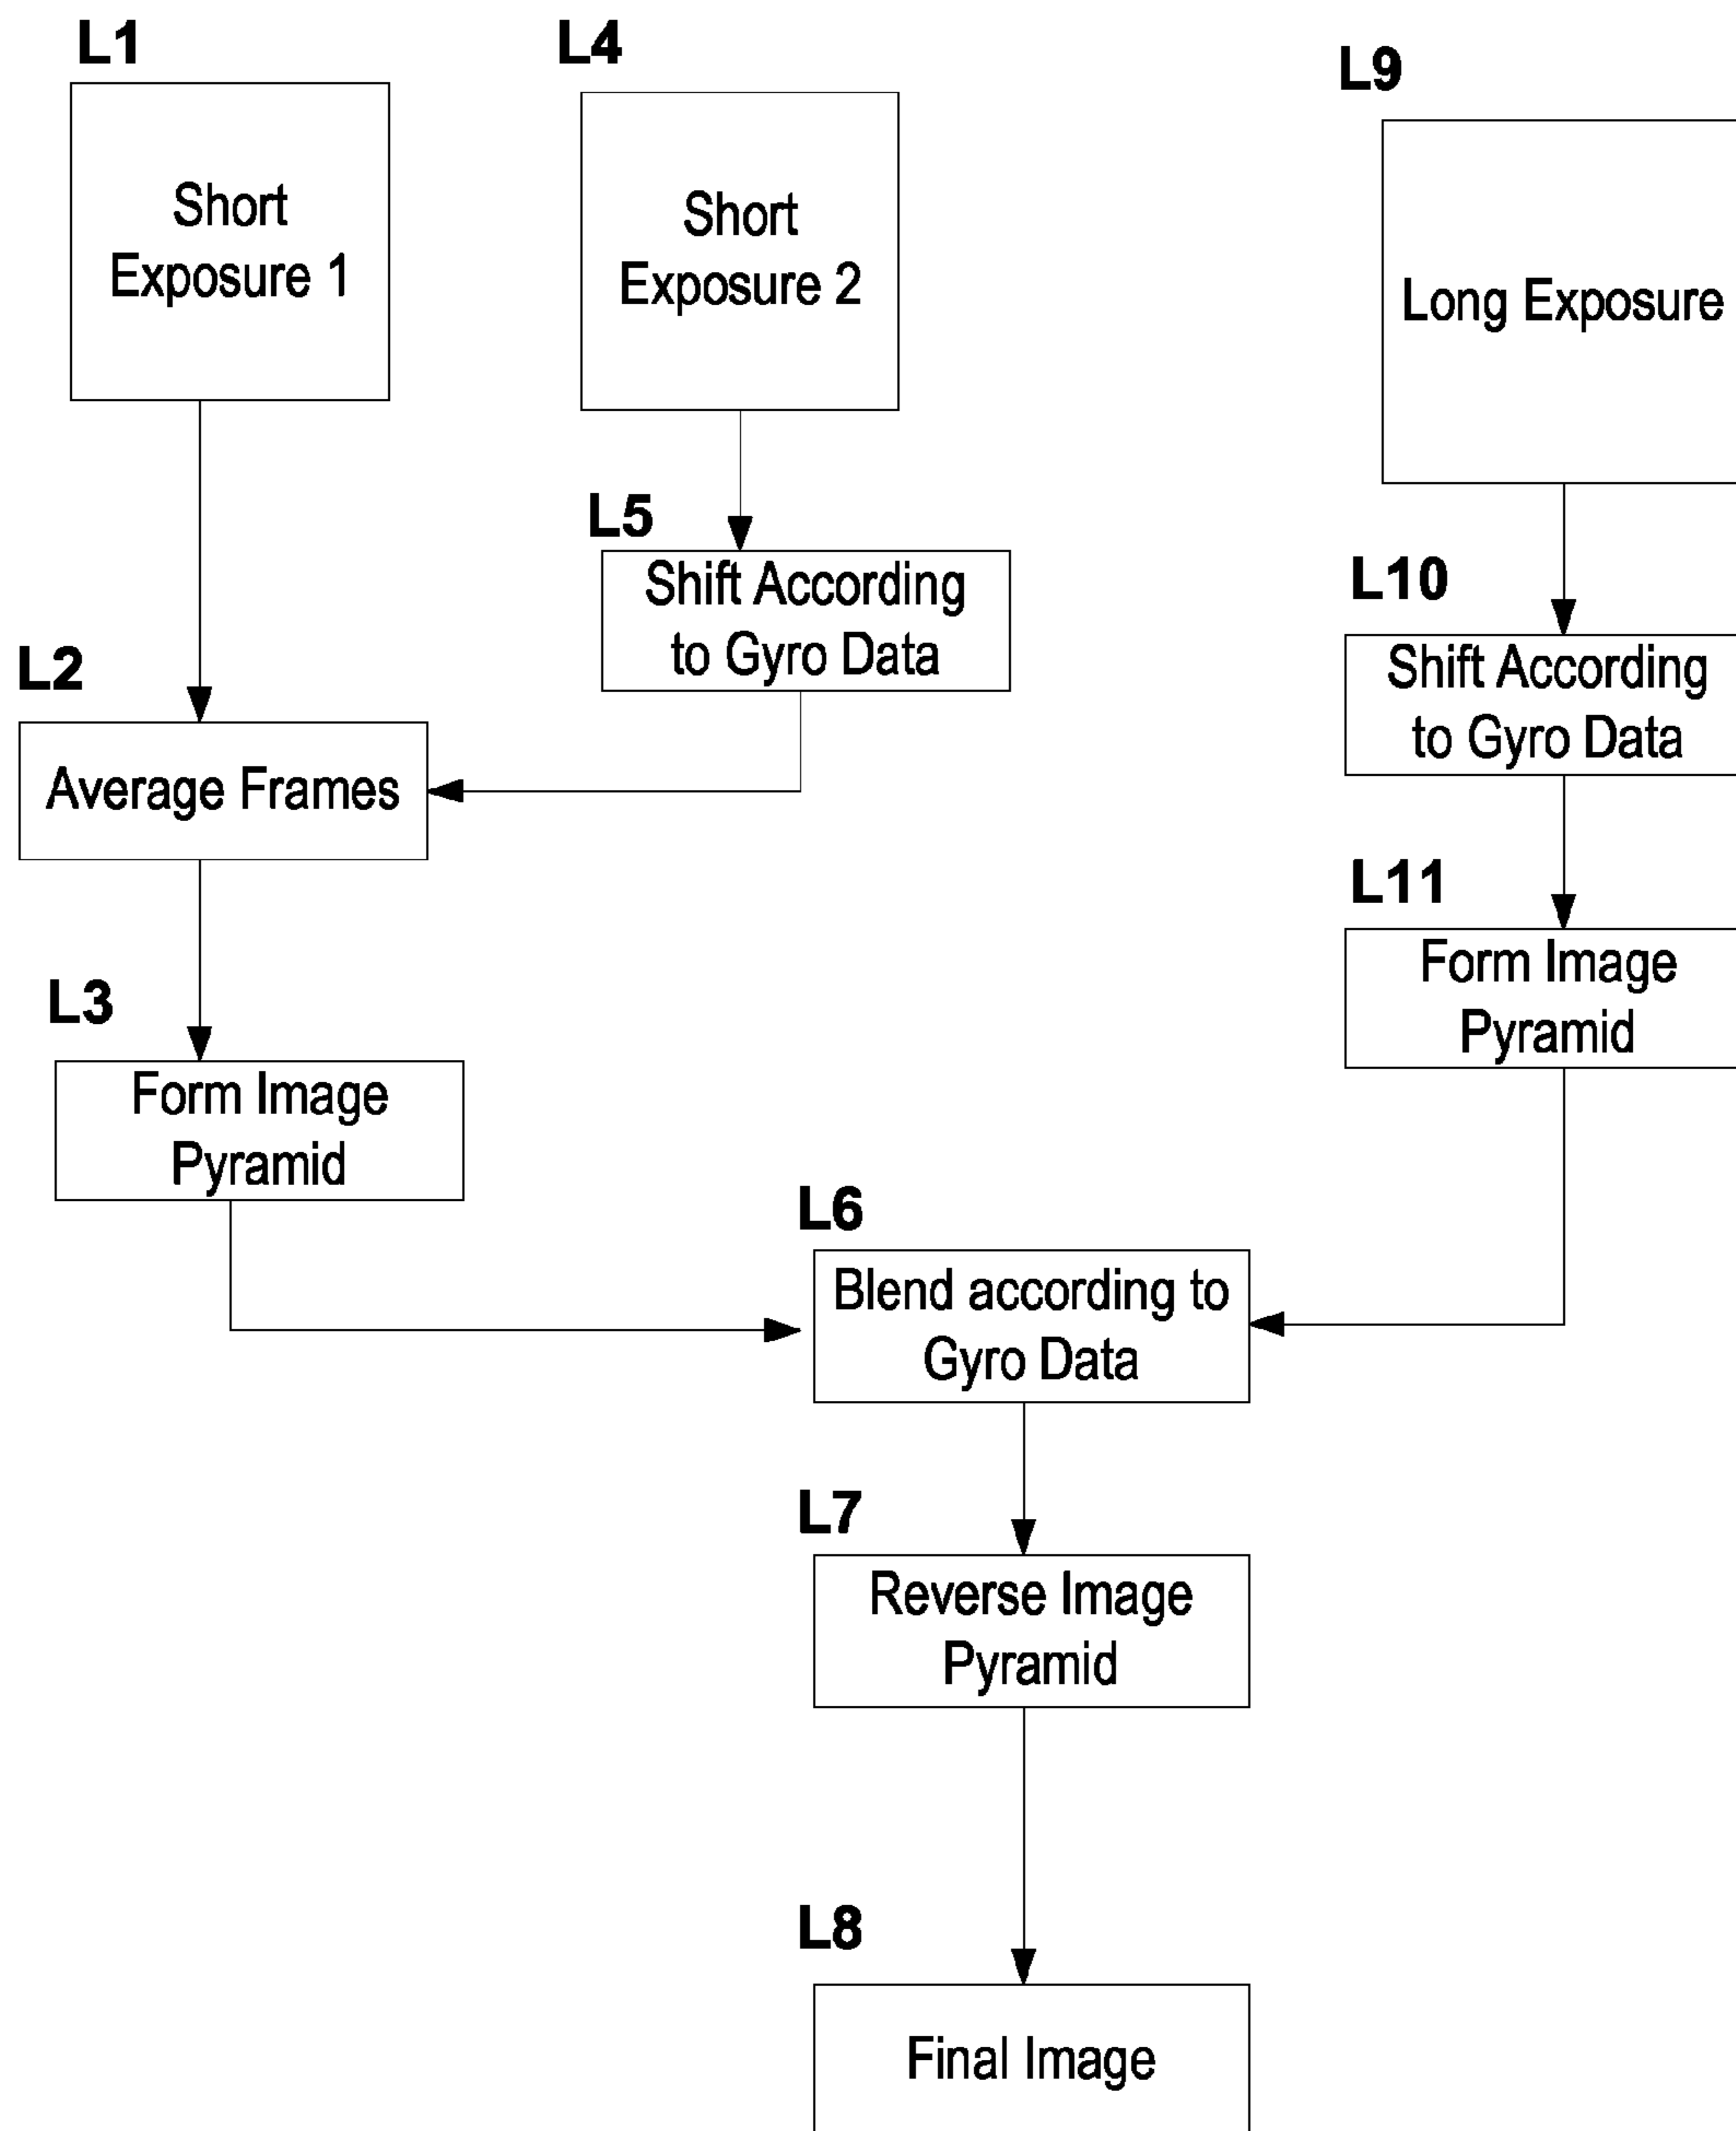 L1
Short
Exposure 1
L4
Short
Exposure 2
L9
Long Exposure
L5
Shift According
to Gyro Data
L10
Shift According
to Gyro Data
L2
Average Frames
L11
Form Image
Pyramid
L3
Form Image
Pyramid
L6
Blend according to
Gyro Data
L7
Reverse Image
Pyramid
L8
Final Image